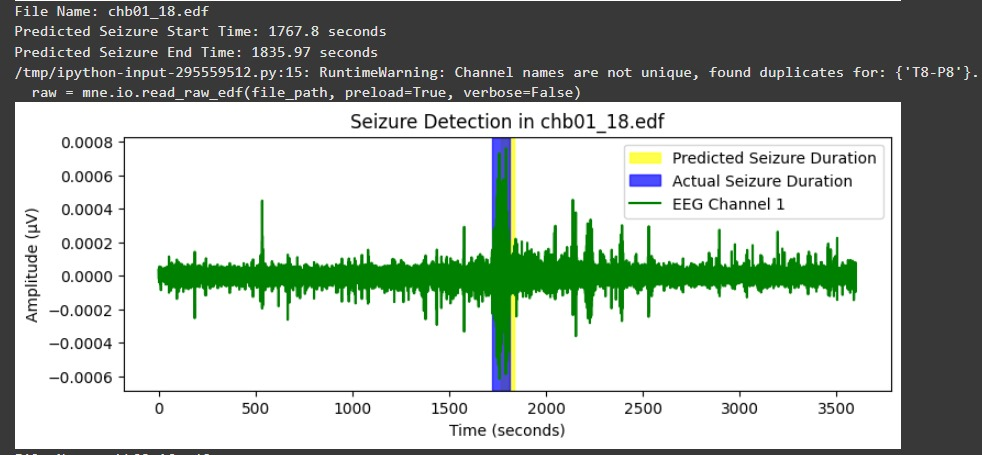 File Name: chb01_18.edf
Predicted Seizure Start Time: 1767.8 seconds
Predicted Seizure End Time: 1835.97 seconds
/tmp/ipython-input-295559512.py:15: RuntimeWarning: Channel names are not unique, found duplicates for: {'T8-P8'}.
raw = mne.io.read_raw_edf(file_path, preload=True, verbose=False)
Seizure Detection in chb01_18.edf
Predicted Seizure Duration
Actual Seizure Duration
EEG Channel 1
Amplitude (µV)
0.0008
0.0006
0.0004
0.0002
0.0000
−0.0002
−0.0004
−0.0006
0 500 1000 1500 2000 2500 3000 3500
Time (seconds)